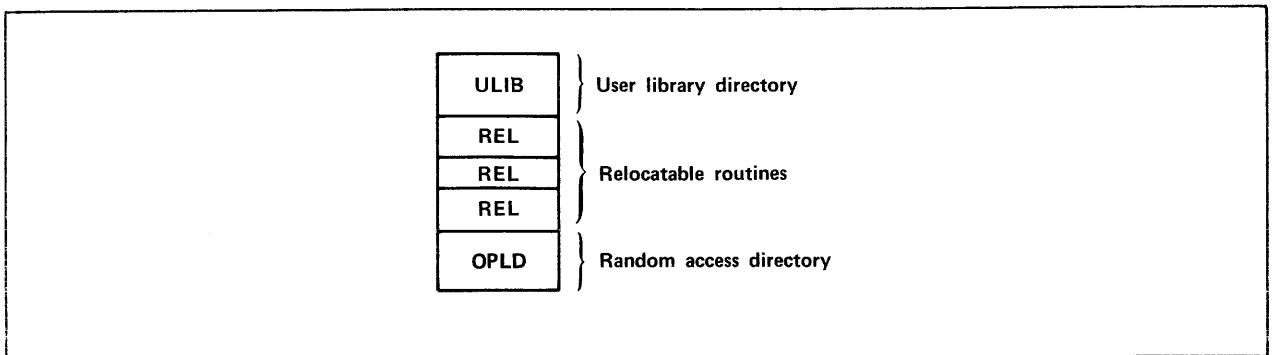 ULIB User library directory
REL
REL Relocatable routines
REL
OPLD Random access directory